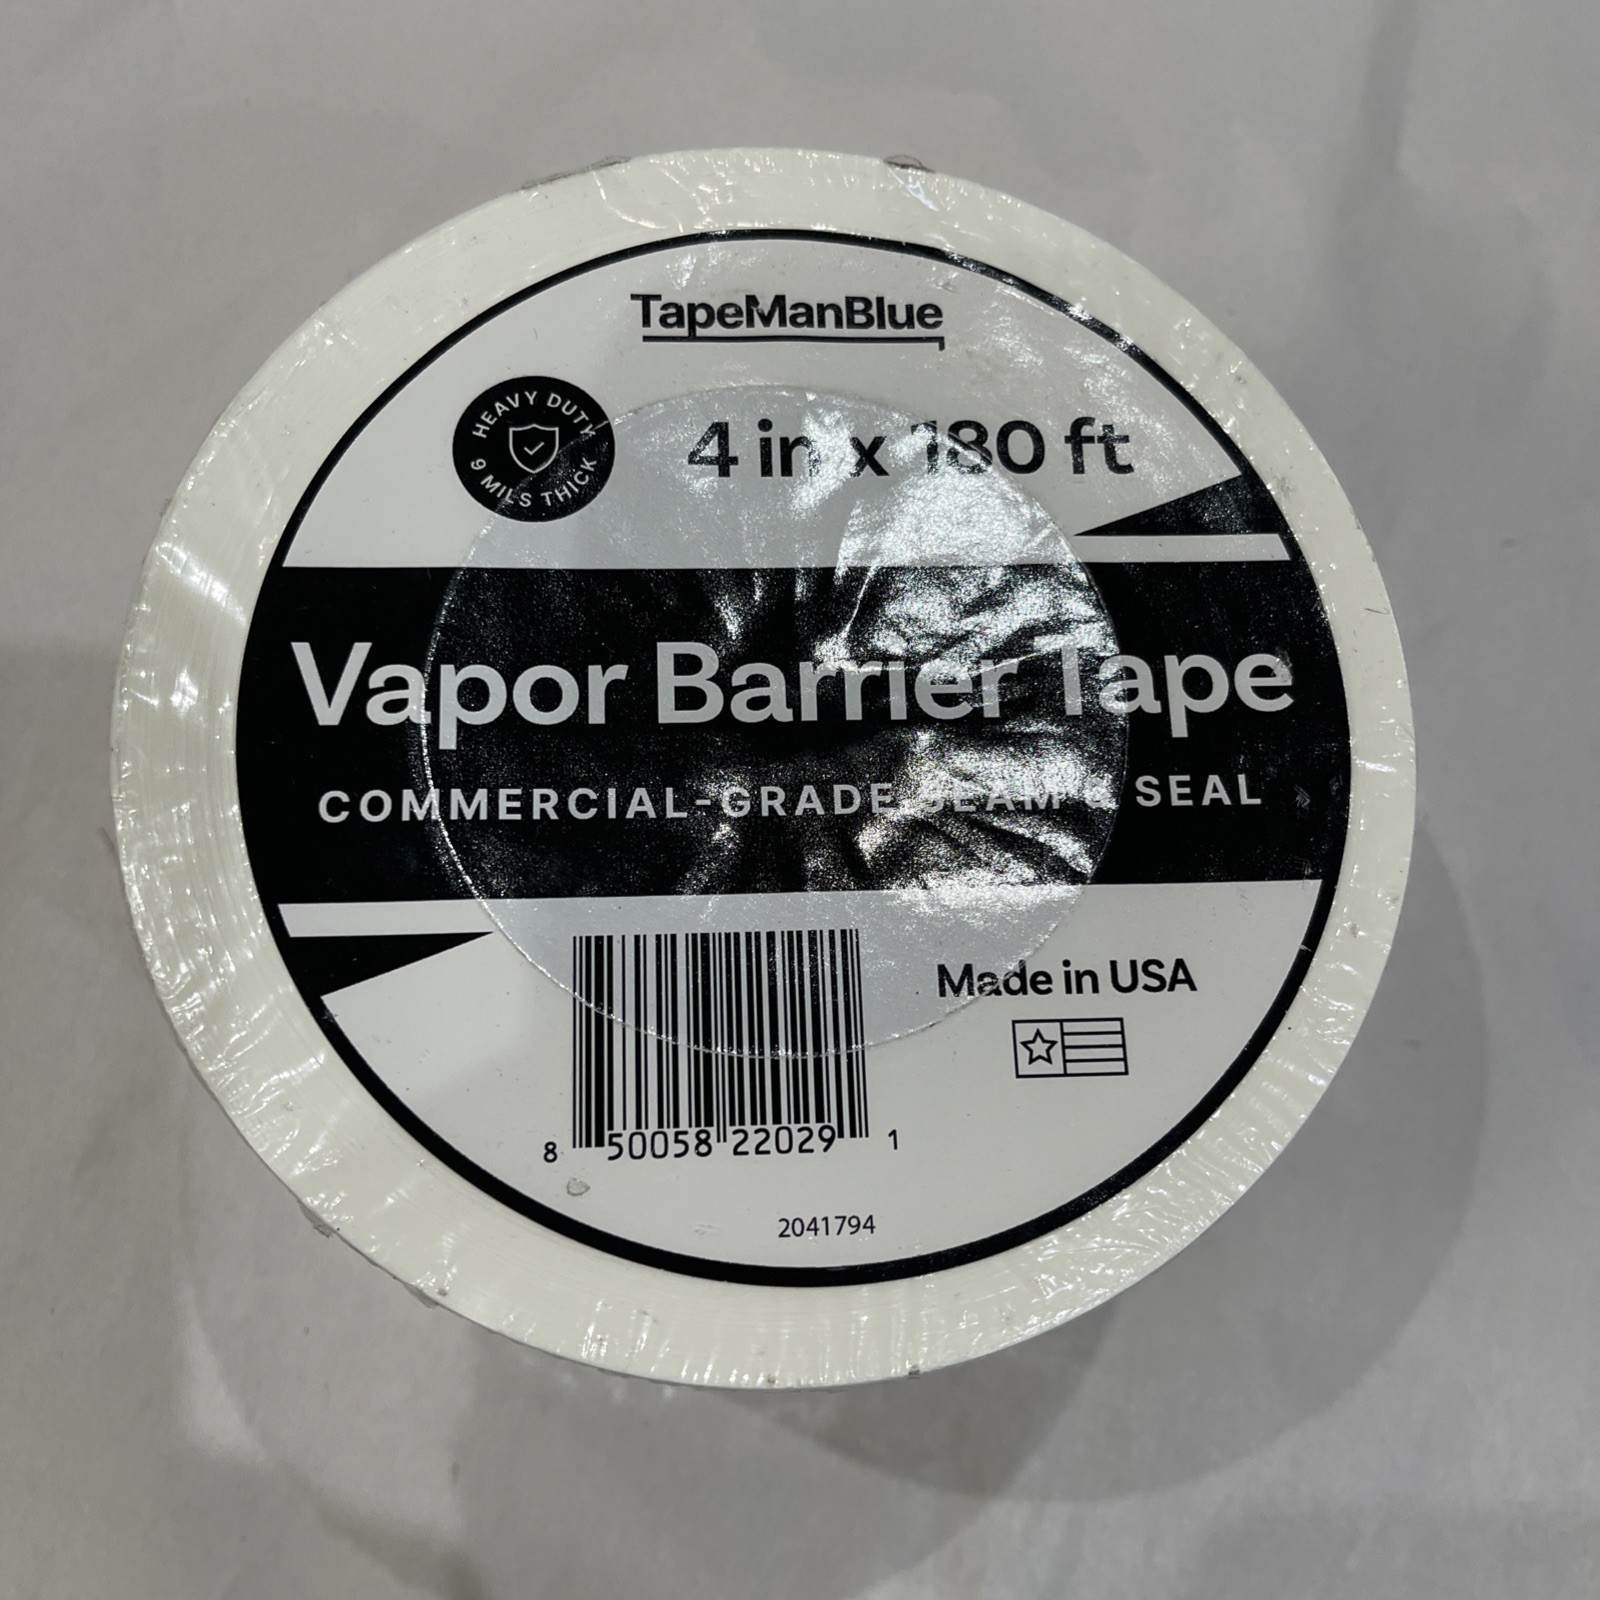 TapeManBlue
HEAVY DUTY
9 MILS THICK
4 in x 180 ft
Vapor Barrier Tape
COMMERCIAL-GRADE SEAM & SEAL
Made in USA
8 50058 22029 1
2041794